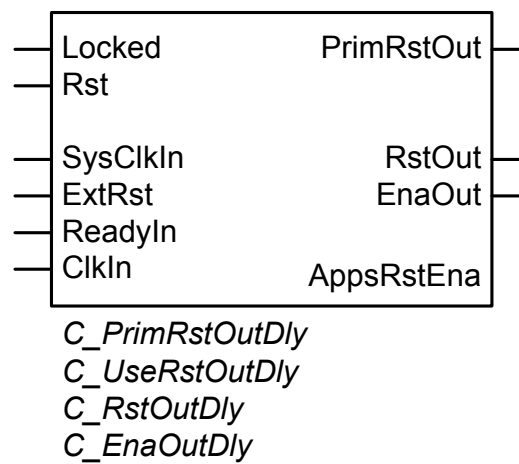 Locked PrimRstOut
Rst
SysClkIn RstOut
ExtRst EnaOut
ReadyIn
ClkIn AppsRstEna
C_PrimRstOutDly
C_UseRstOutDly
C_RstOutDly
C_EnaOutDly